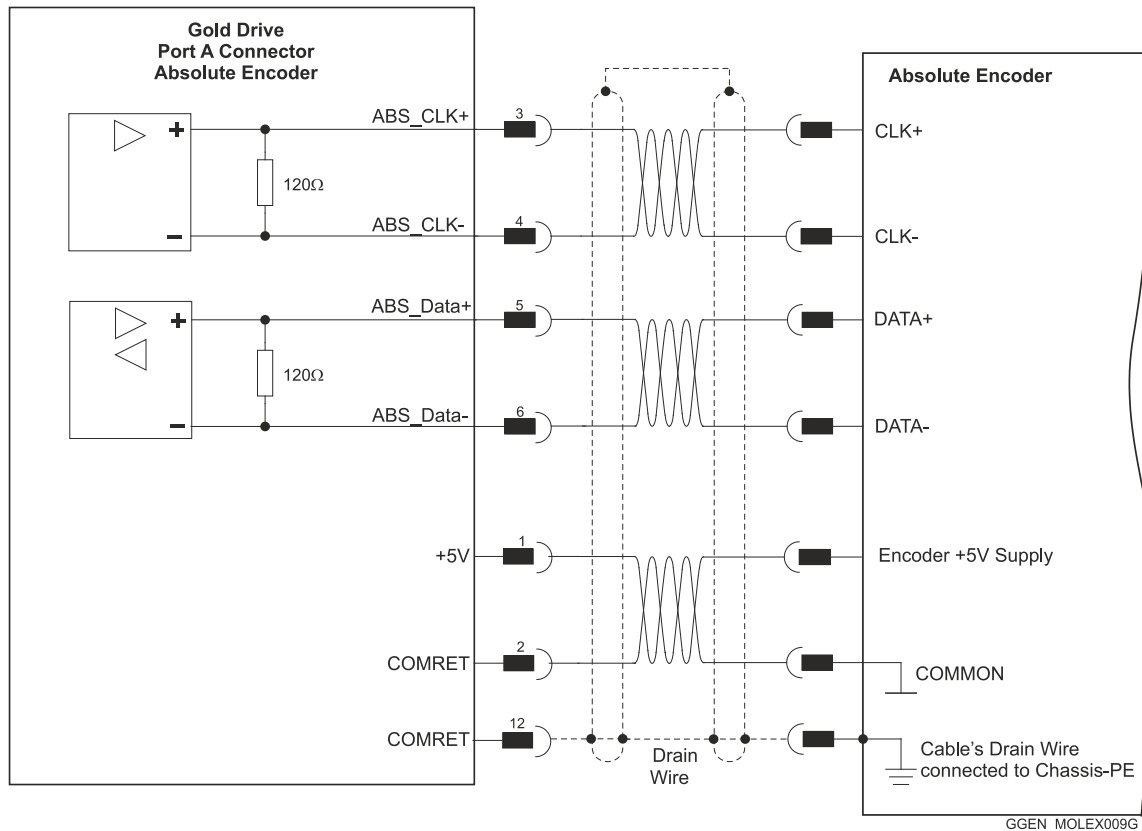 Gold Drive
Port A Connector
Absolute Encoder
Absolute Encoder
+
ABS_CLK+
3
CLK+
120Ω
-
ABS_CLK-
4
CLK-
+
ABS_Data+
5
DATA+
120Ω
-
ABS_Data-
6
DATA-
+5V
1
Encoder +5V Supply
COMRET
2
COMMON
COMRET
12
Drain
Wire
Cable's Drain Wire
connected to Chassis-PE
GGEN_MOLEX009G